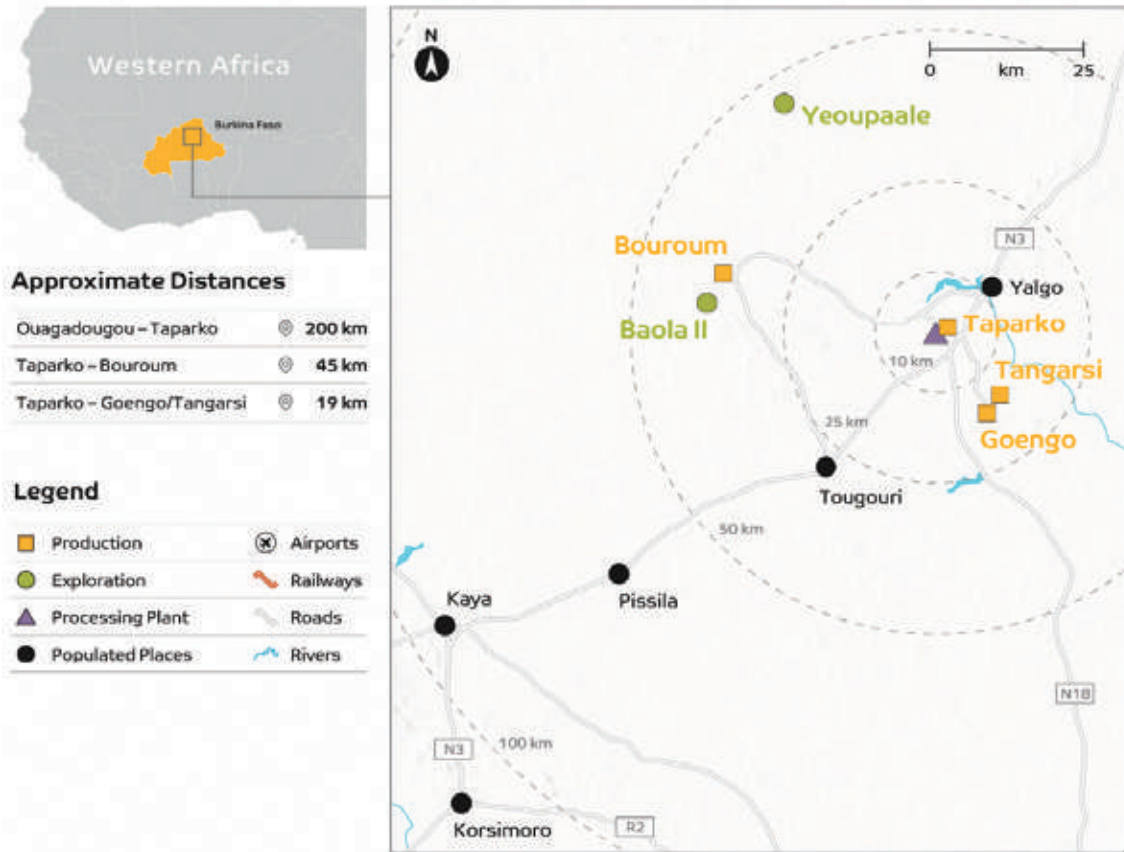 Western Africa
Burkina Faso
Approximate Distances
Ouagadougou – Taparko 200 km
Taparko – Bouroum 45 km
Taparko – Goengo/Tangarsi 19 km
Legend
Production
Airports
Exploration
Railways
Processing Plant
Roads
Populated Places
Rivers
N
0 km 25
Yeoupaale
N3
Bouroum
Yalgo
Baola II
Taparko
10 km
Tangarsi
25 km
Goengo
Tougouri
50 km
Pissila
Kaya
N18
100 km
N3
Korsimoro
R2